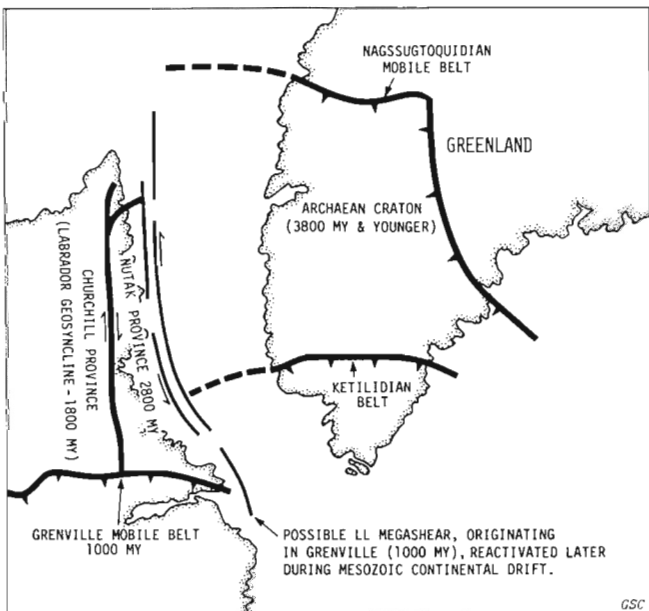 NAGSSUGTOQUIDIAN
MOBILE BELT
GREENLAND
ARCHAEAN CRATON
(3800 MY & YOUNGER)
CHURCHILL PROVINCE
(LABRADOR GEOSYNCLINE - 1800 MY)
NUTAK PROVINCE 2800 MY
KETILIDIAN
BELT
GRENVILLE MOBILE BELT
1000 MY
POSSIBLE LL MEGASHEAR, ORIGINATING
IN GRENVILLE (1000 MY), REACTIVATED LATER
DURING MESOZOIC CONTINENTAL DRIFT.
GSC